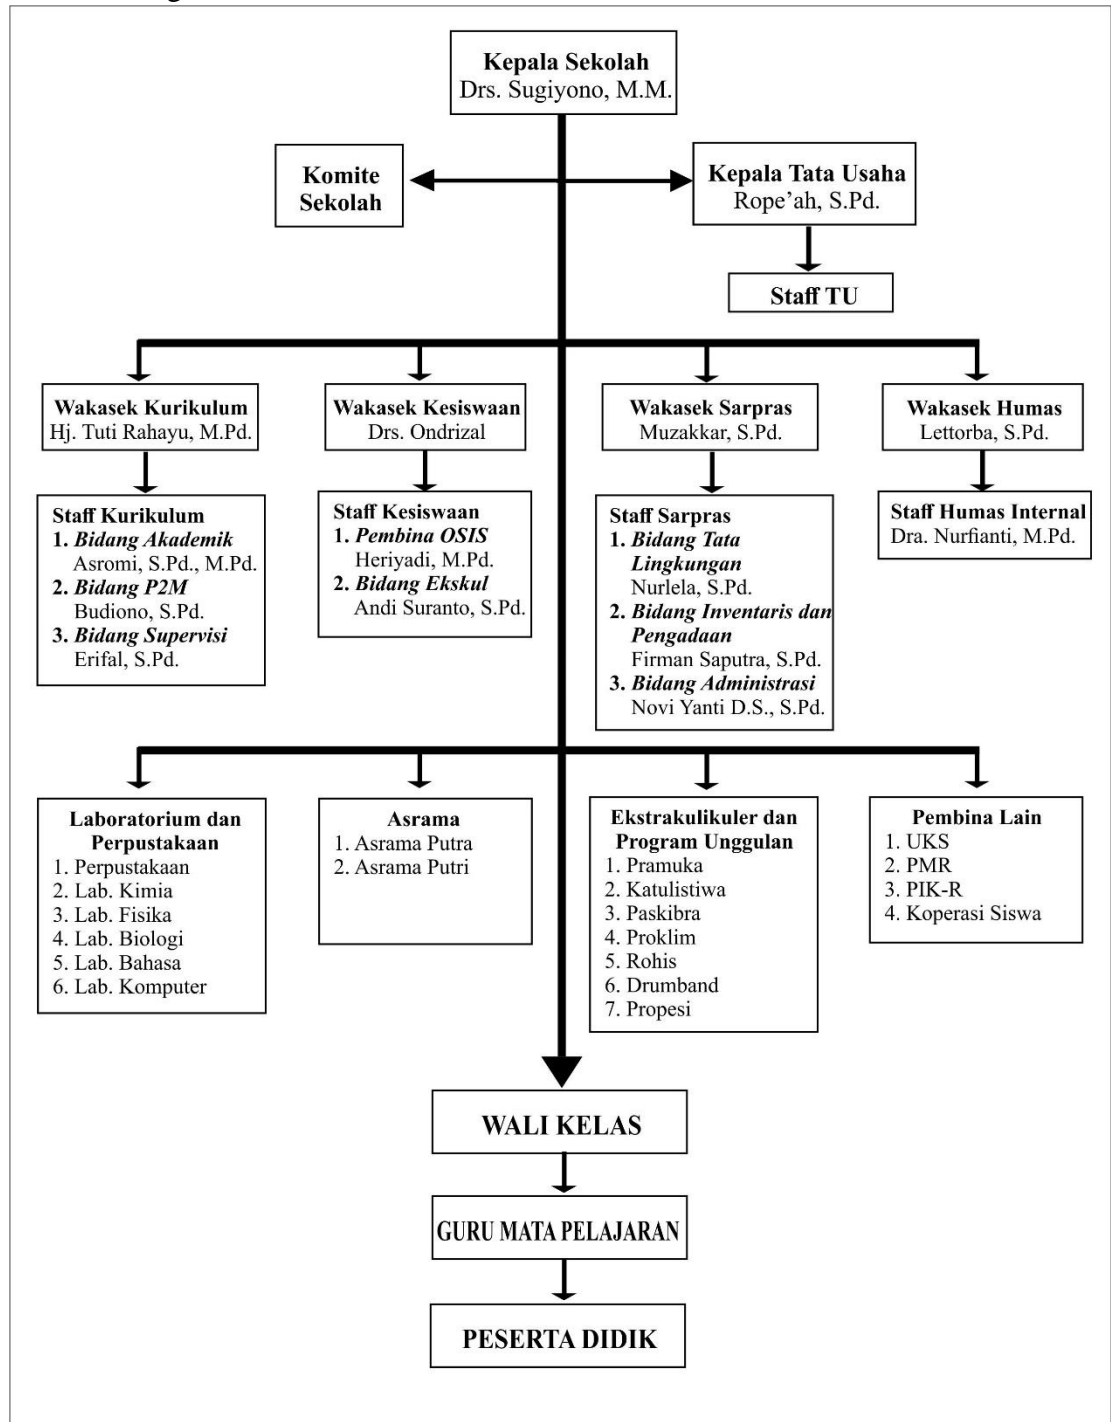 Kepala Sekolah
Drs. Sugiyono, M.M.
Komite
Sekolah
Kepala Tata Usaha
Rope’ah, S.Pd.
Staff TU
Wakasek Kurikulum
Hj. Tuti Rahayu, M.Pd.
Wakasek Kesiswaan
Drs. Ondrizal
Wakasek Sarpras
Muzakkar, S.Pd.
Wakasek Humas
Lettorba, S.Pd.
Staff Kurikulum
1. Bidang Akademik
Asromi, S.Pd., M.Pd.
2. Bidang P2M
Budiono, S.Pd.
3. Bidang Supervisi
Erifal, S.Pd.
Staff Kesiswaan
1. Pembina OSIS
Heriyadi, M.Pd.
2. Bidang Ekskul
Andi Suranto, S.Pd.
Staff Sarpras
1. Bidang Tata
Lingkungan
Nurlela, S.Pd.
2. Bidang Inventaris dan
Pengadaan
Firman Saputra, S.Pd.
3. Bidang Administrasi
Novi Yanti D.S., S.Pd.
Staff Humas Internal
Dra. Nurfianti, M.Pd.
Laboratorium dan
Perpustakaan
1. Perpustakaan
2. Lab. Kimia
3. Lab. Fisika
4. Lab. Biologi
5. Lab. Bahasa
6. Lab. Komputer
Asrama
1. Asrama Putra
2. Asrama Putri
Ekstrakulikuler dan
Program Unggulan
1. Pramuka
2. Katulistiwa
3. Paskibra
4. Proklim
5. Rohis
6. Drumband
7. Propesi
Pembina Lain
1. UKS
2. PMR
3. PIK-R
4. Koperasi Siswa
WALI KELAS
GURU MATA PELAJARAN
PESERTA DIDIK